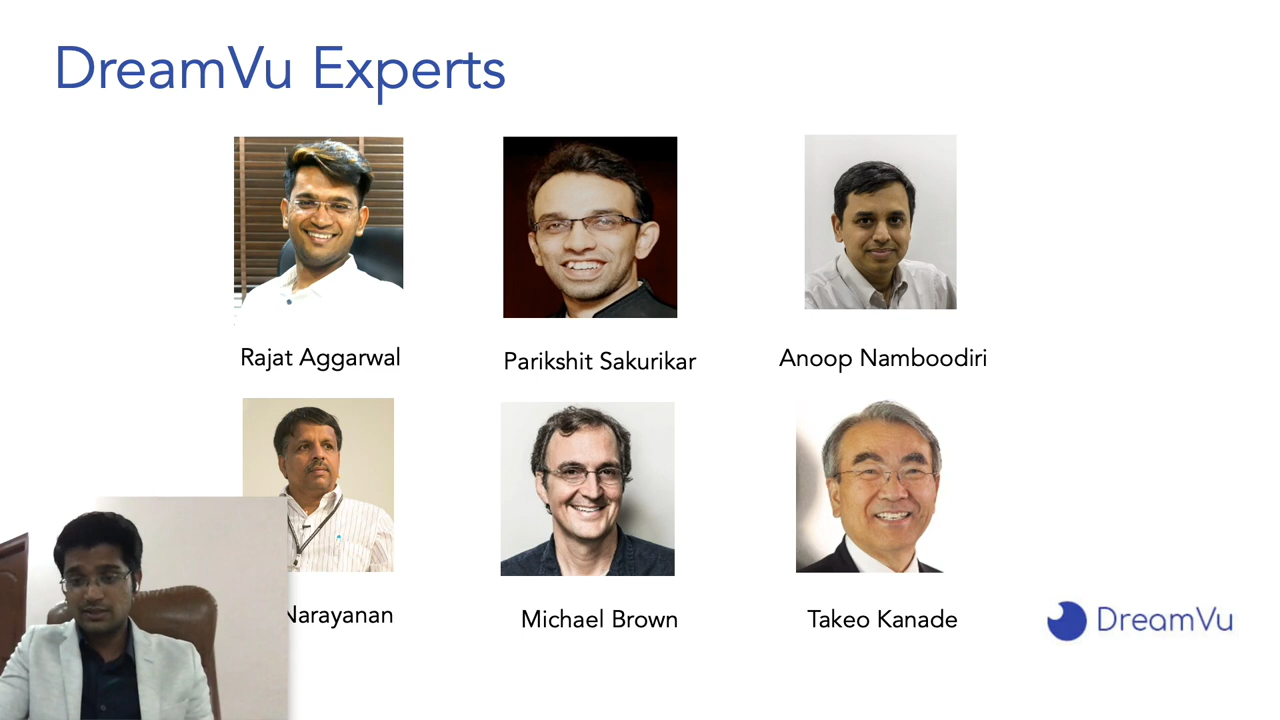 DreamVu Experts
Rajat Aggarwal
Parikshit Sakurikar
Anoop Namboodiri
Narayanan
Michael Brown
Takeo Kanade
DreamVu